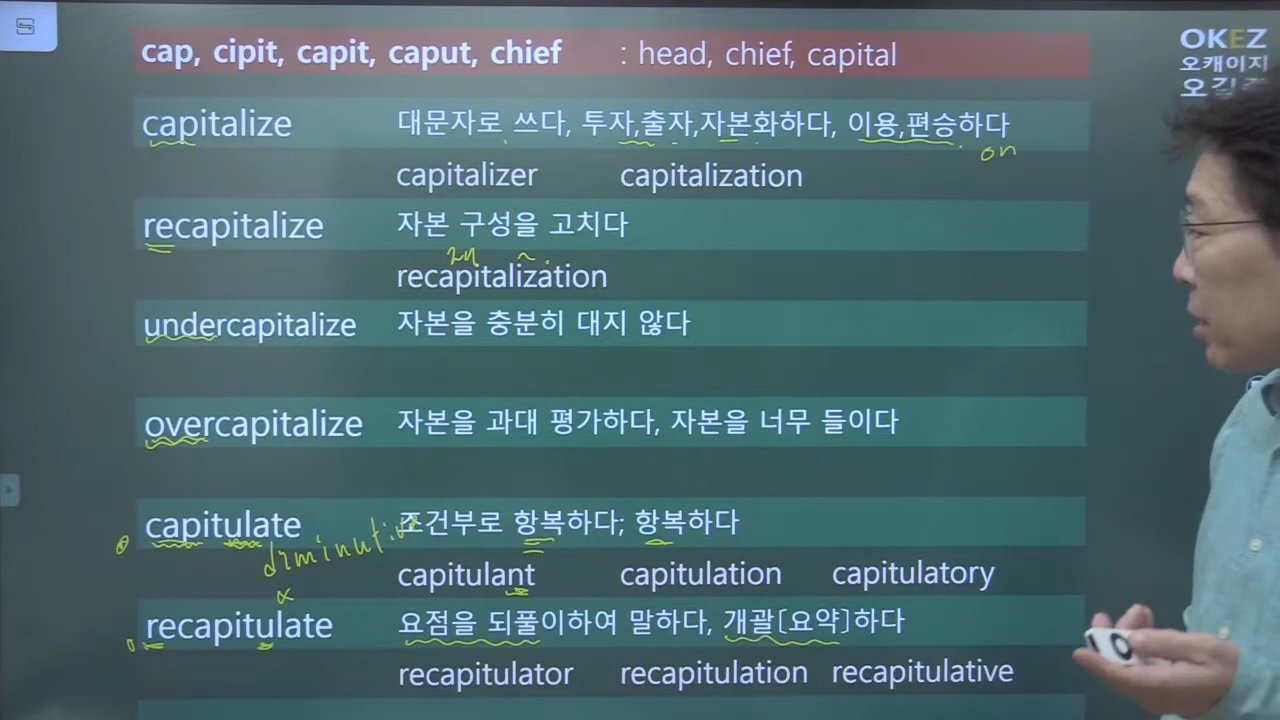 cap, cipit, capit, caput, chief : head, chief, capital
OKEZ
오캐이지
capitalize 대문자로 쓰다, 투자,출자,자본화하다, 이용,편승하다
on
capitalizer capitalization
recapitalize 자본 구성을 고치다
recapitalization
undercapitalize 자본을 충분히 대지 않다
overcapitalize 자본을 과대 평가하다, 자본을 너무 들이다
capitulate 조건부로 항복하다; 항복하다
capitulant capitulation capitulatory
recapitulate 요점을 되풀이하여 말하다, 개괄[요약]하다
recapitulator recapitulation recapitulative